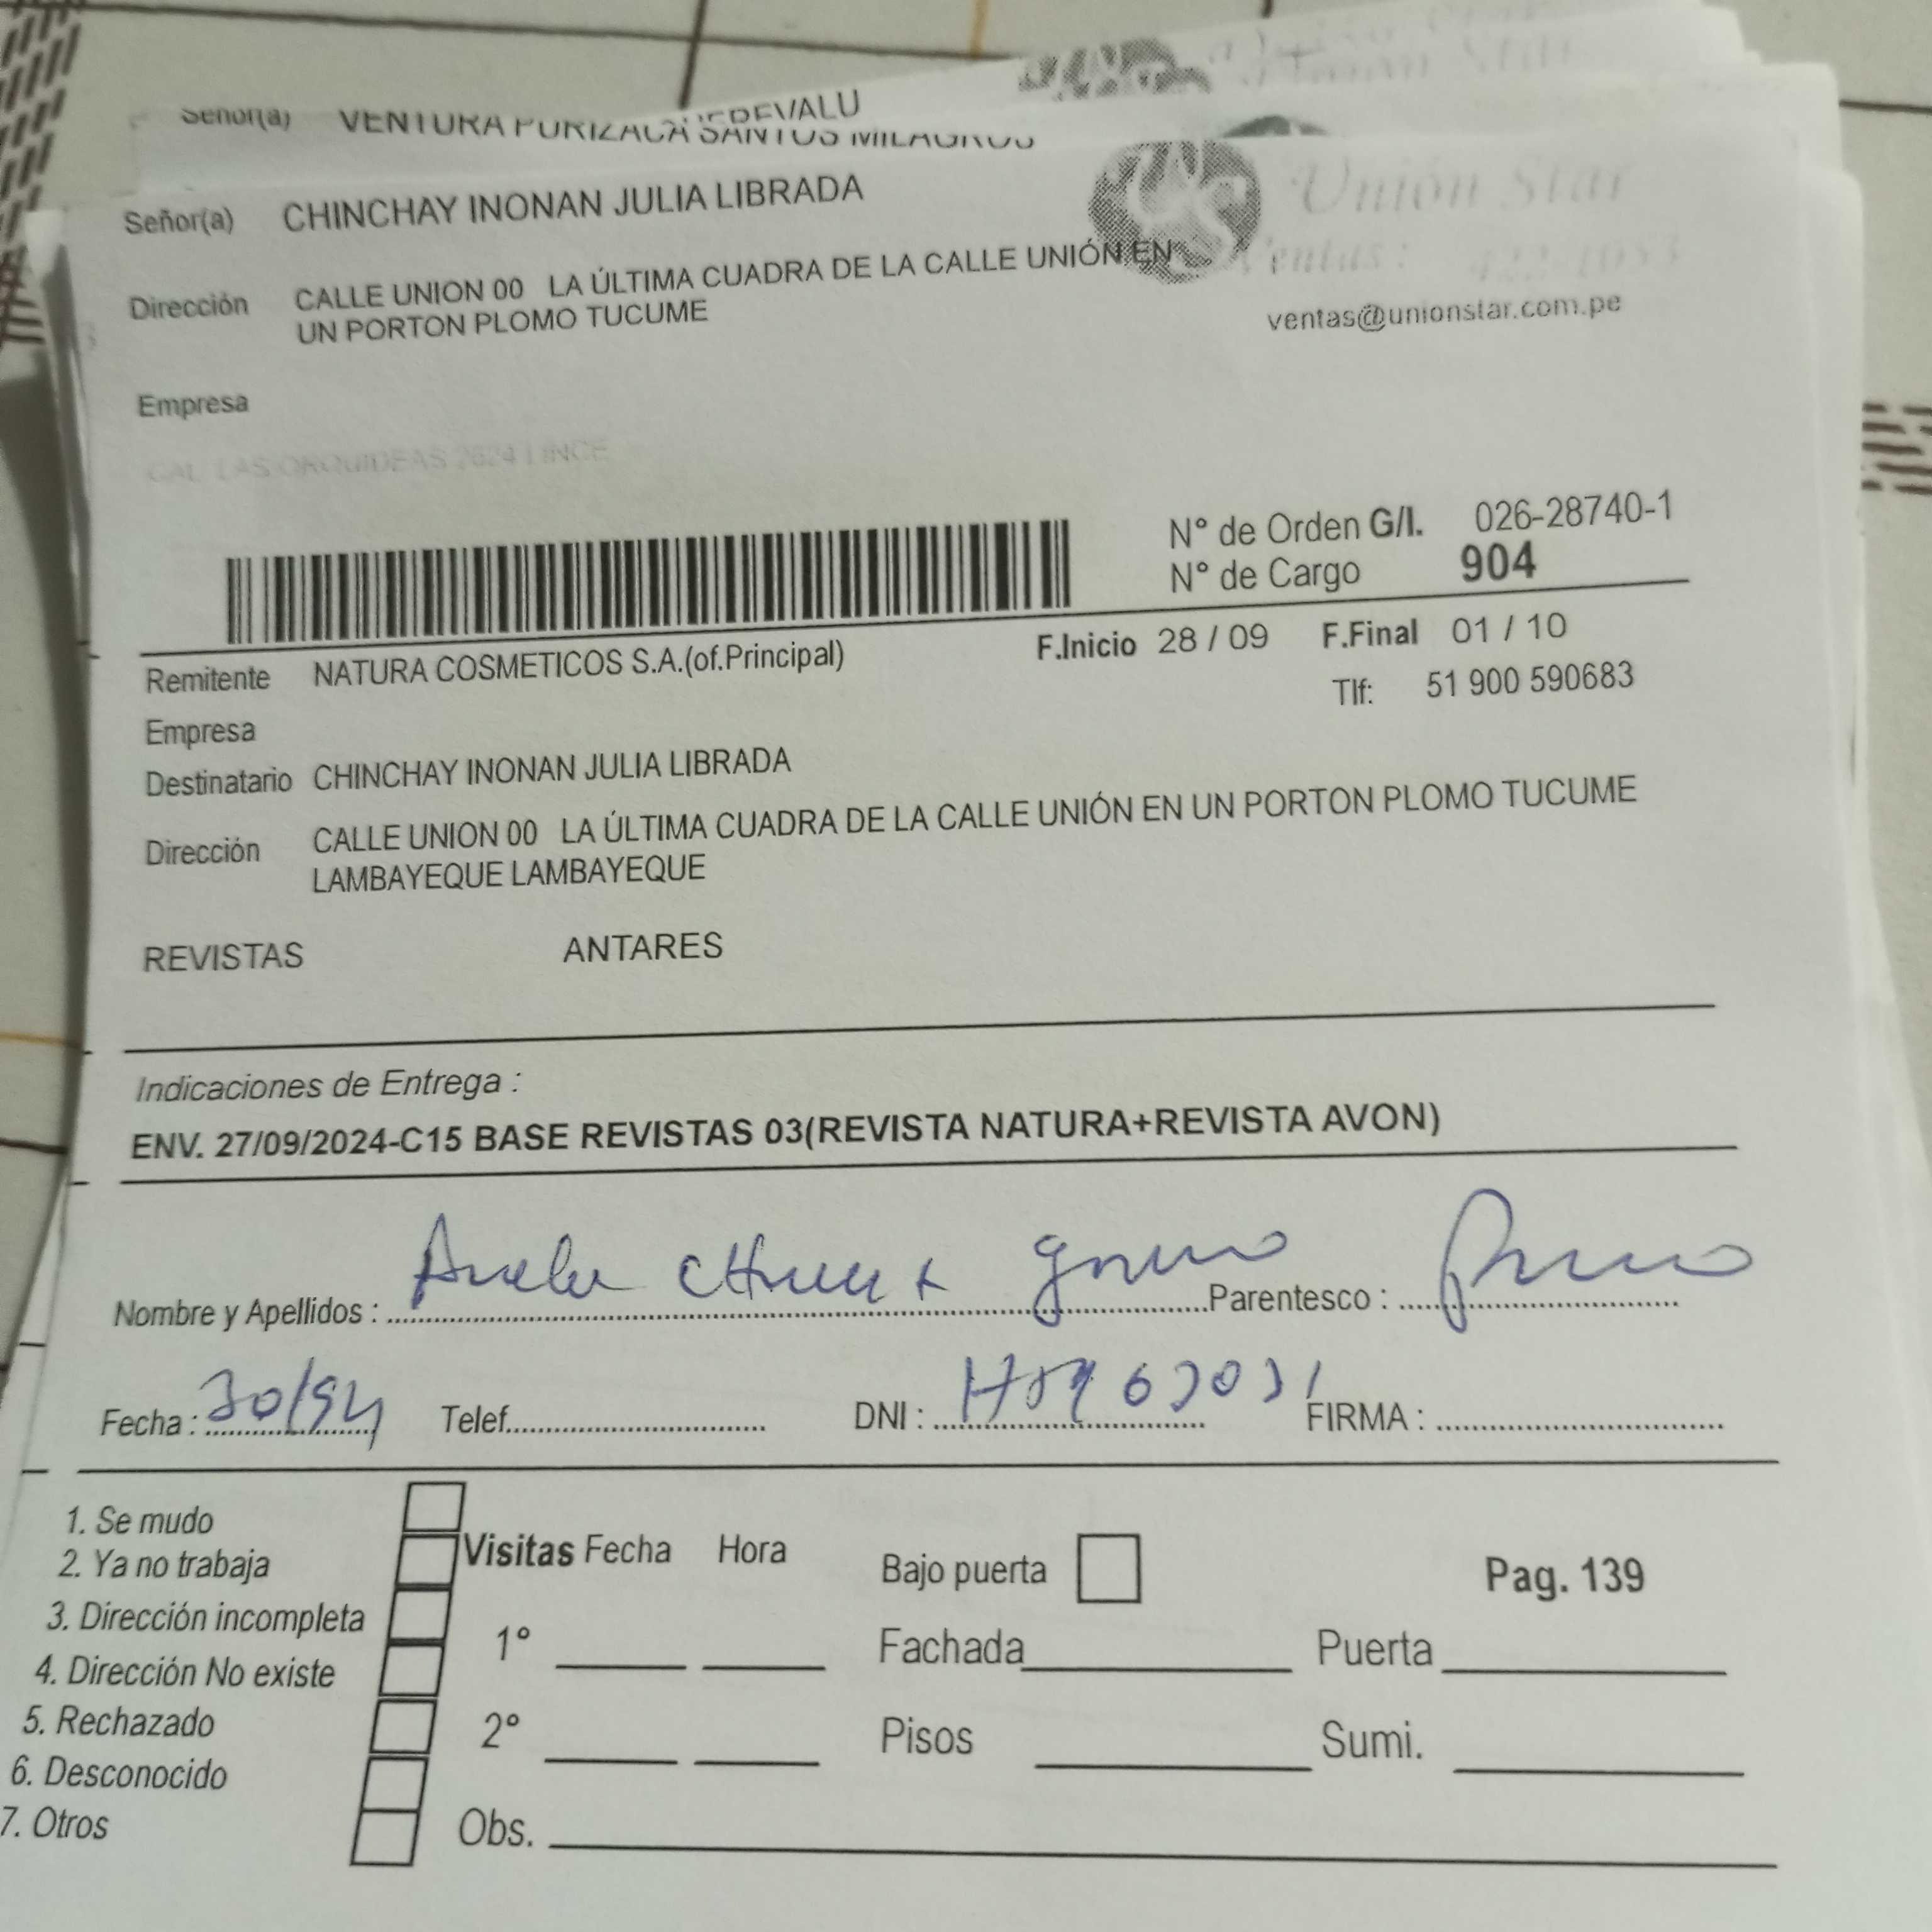 Señor(a) VENTURA PURIZACA SANTOS MILAGROS
Señor(a) CHINCHAY INONAN JULIA LIBRADA
Unión Star
Dirección CALLE UNION 00 LA ÚLTIMA CUADRA DE LA CALLE UNIÓN EN
UN PORTON PLOMO TUCUME
Ventas:
ventas@unionstar.com.pe
Empresa
CAL. LAS ORQUIDEAS 2624 LINCE
N° de Orden G/I. 026-28740-1
N° de Cargo 904
Remitente NATURA COSMETICOS S.A.(of.Principal) F.Inicio 28 / 09 F.Final 01 / 10
Tlf: 51 900 590683
Empresa
Destinatario CHINCHAY INONAN JULIA LIBRADA
Dirección CALLE UNION 00 LA ÚLTIMA CUADRA DE LA CALLE UNIÓN EN UN PORTON PLOMO TUCUME
LAMBAYEQUE LAMBAYEQUE
REVISTAS ANTARES
Indicaciones de Entrega :
ENV. 27/09/2024-C15 BASE REVISTAS 03(REVISTA NATURA+REVISTA AVON)
Nombre y Apellidos : Parentesco :
Fecha : Telef. DNI : FIRMA :
1. Se mudo
2. Ya no trabaja
3. Dirección incompleta
4. Dirección No existe
5. Rechazado
6. Desconocido
7. Otros
Visitas Fecha Hora
1°
2°
Obs.
Bajo puerta Pag. 139
Fachada Puerta
Pisos Sumi.